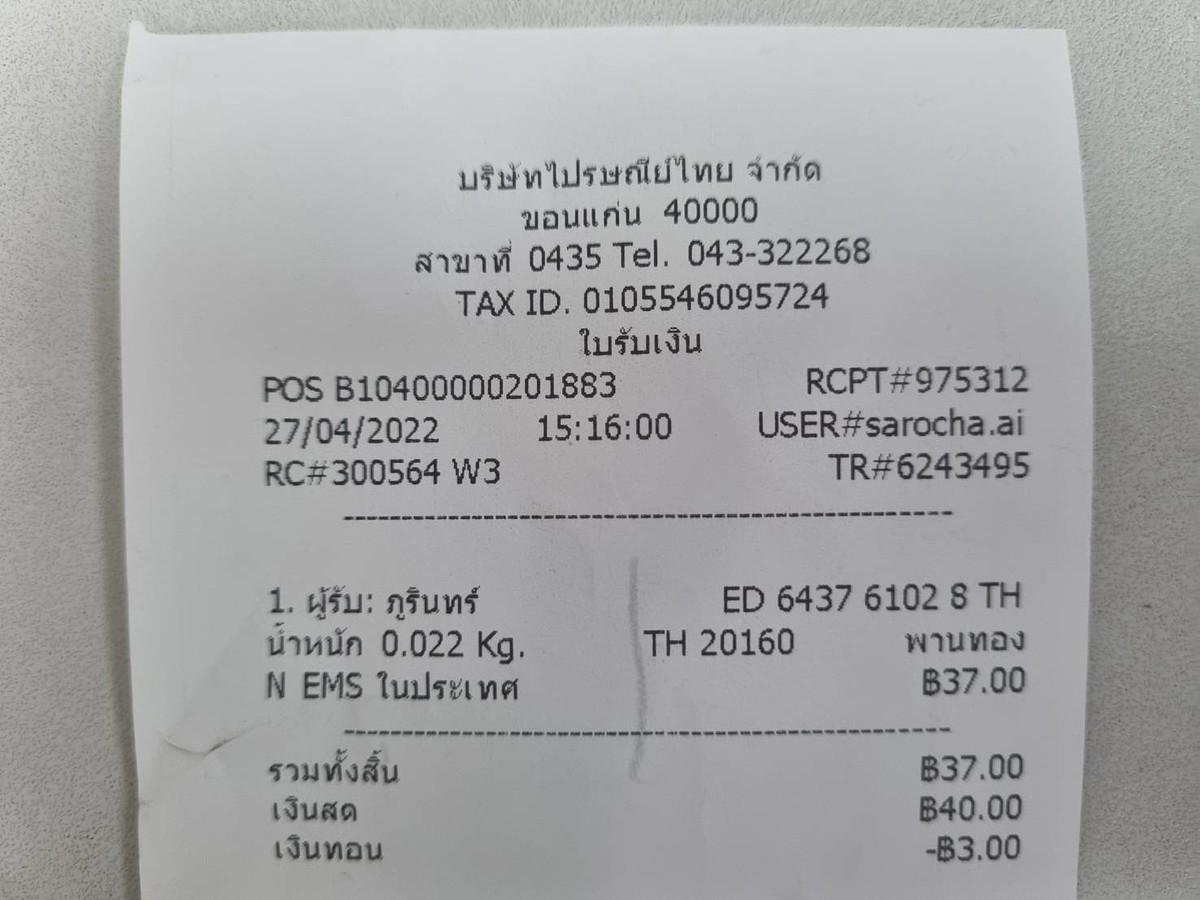 บริษัทไปรษณีย์ไทย จำกัด
ขอนแก่น 40000
สาขาที่ 0435 Tel. 043-322268
TAX ID. 0105546095724
ใบรับเงิน
POS B10400000201883 RCPT#975312
27/04/2022 15:16:00 USER#sarocha.ai
RC#300564 W3 TR#6243495
1. ผู้รับ: ภูรินทร์ ED 6437 6102 8 TH
น้ำหนัก 0.022 Kg. TH 20160 พานทอง
N EMS ในประเทศ ฿37.00
รวมทั้งสิ้น ฿37.00
เงินสด ฿40.00
เงินทอน -฿3.00